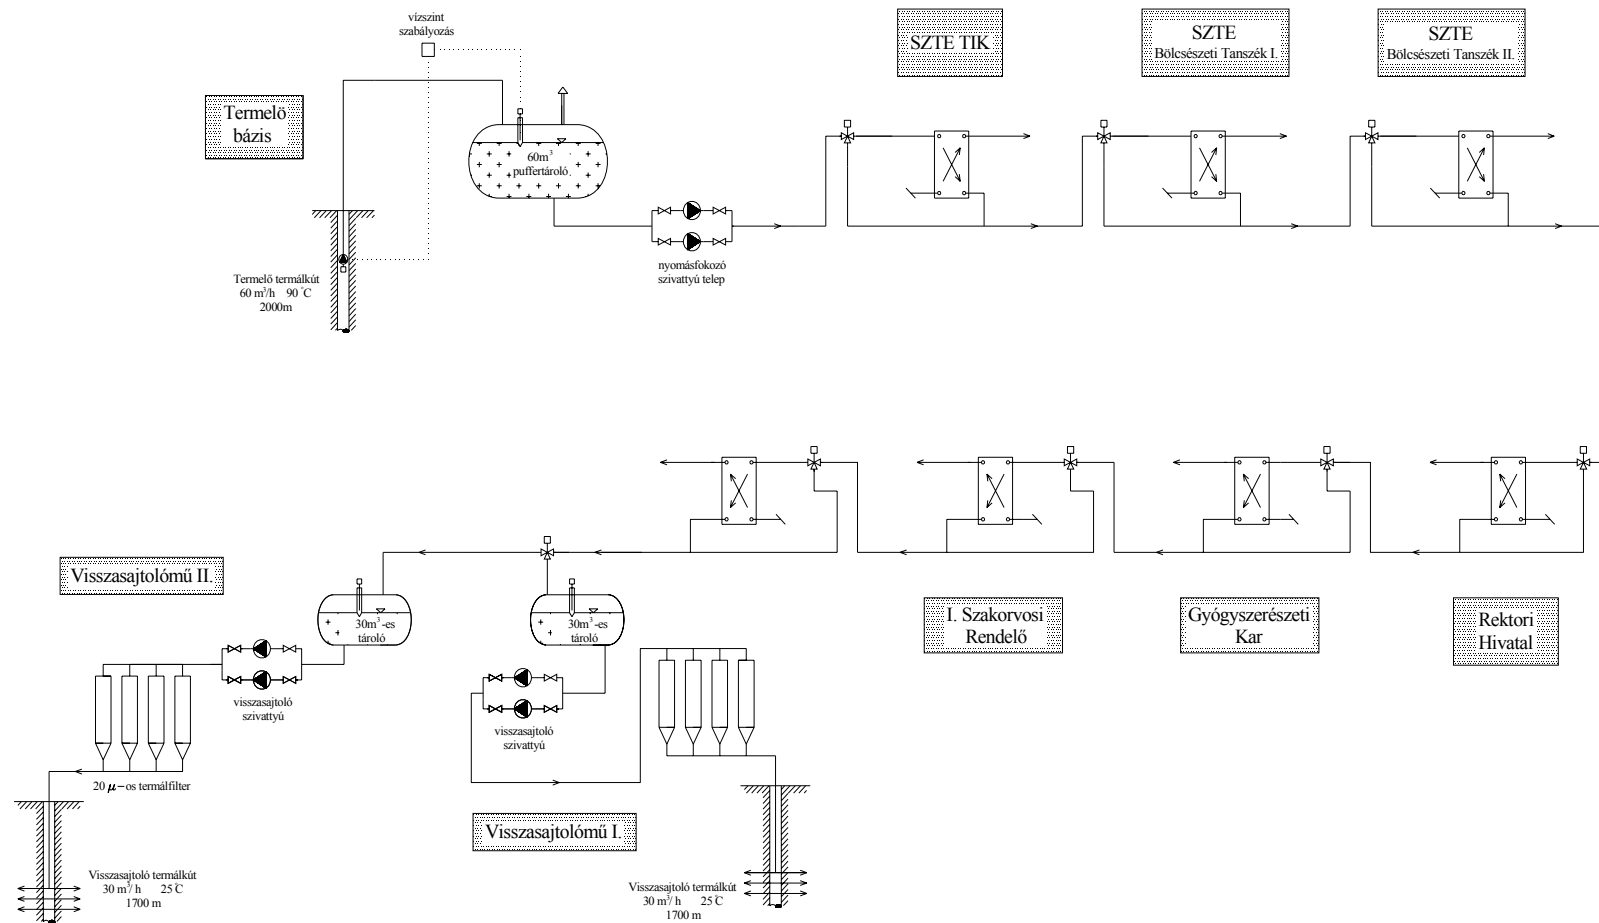 vízszint
szabályozás
SZTE TIK
SZTE
Bölcsészeti Tanszék I.
SZTE
Bölcsészeti Tanszék II.
Termelő
bázis
60m³
puffertároló
nyomásfokozó
szivattyú telep
Termelő termálkút
60 m³/h 90 °C
2000m
Visszasajtolómű II.
30m³-es
tároló
30m³-es
tároló
I. Szakorvosi
Rendelő
Gyógyszerészeti
Kar
Rektori
Hivatal
visszasajtoló
szivattyú
visszasajtoló
szivattyú
20 μ-os termálfilter
Visszasajtolómű I.
Visszasajtoló termálkút
30 m³/h 25°C
1700 m
Visszasajtoló termálkút
30 m³/h 25°C
1700 m